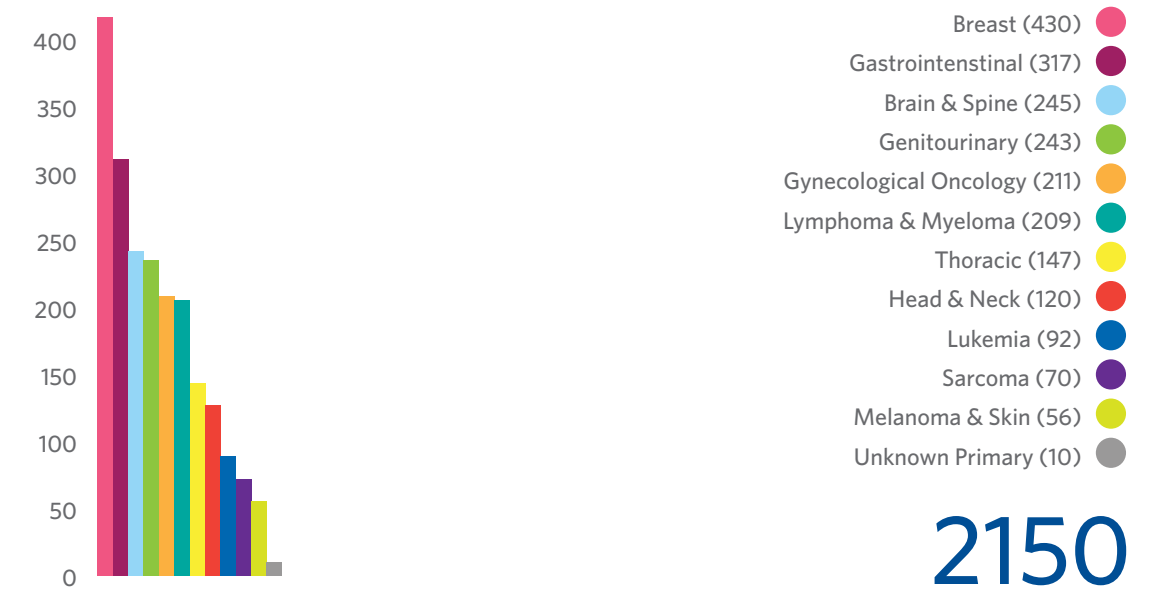 400
350
300
250
200
150
100
50
0
Breast (430)
Gastrointenstinal (317)
Brain & Spine (245)
Genitourinary (243)
Gynecological Oncology (211)
Lymphoma & Myeloma (209)
Thoracic (147)
Head & Neck (120)
Lukemia (92)
Sarcoma (70)
Melanoma & Skin (56)
Unknown Primary (10)
2150